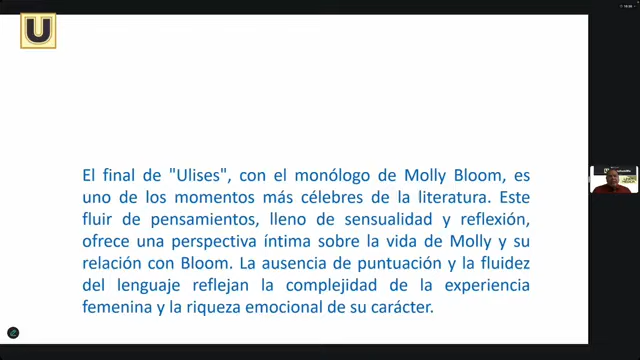 U
El final de "Ulises", con el monólogo de Molly Bloom, es
uno de los momentos más célebres de la literatura. Este
fluir de pensamientos, lleno de sensualidad y reflexión,
ofrece una perspectiva íntima sobre la vida de Molly y su
relación con Bloom. La ausencia de puntuación y la fluidez
del lenguaje reflejan la complejidad de la experiencia
femenina y la riqueza emocional de su carácter.